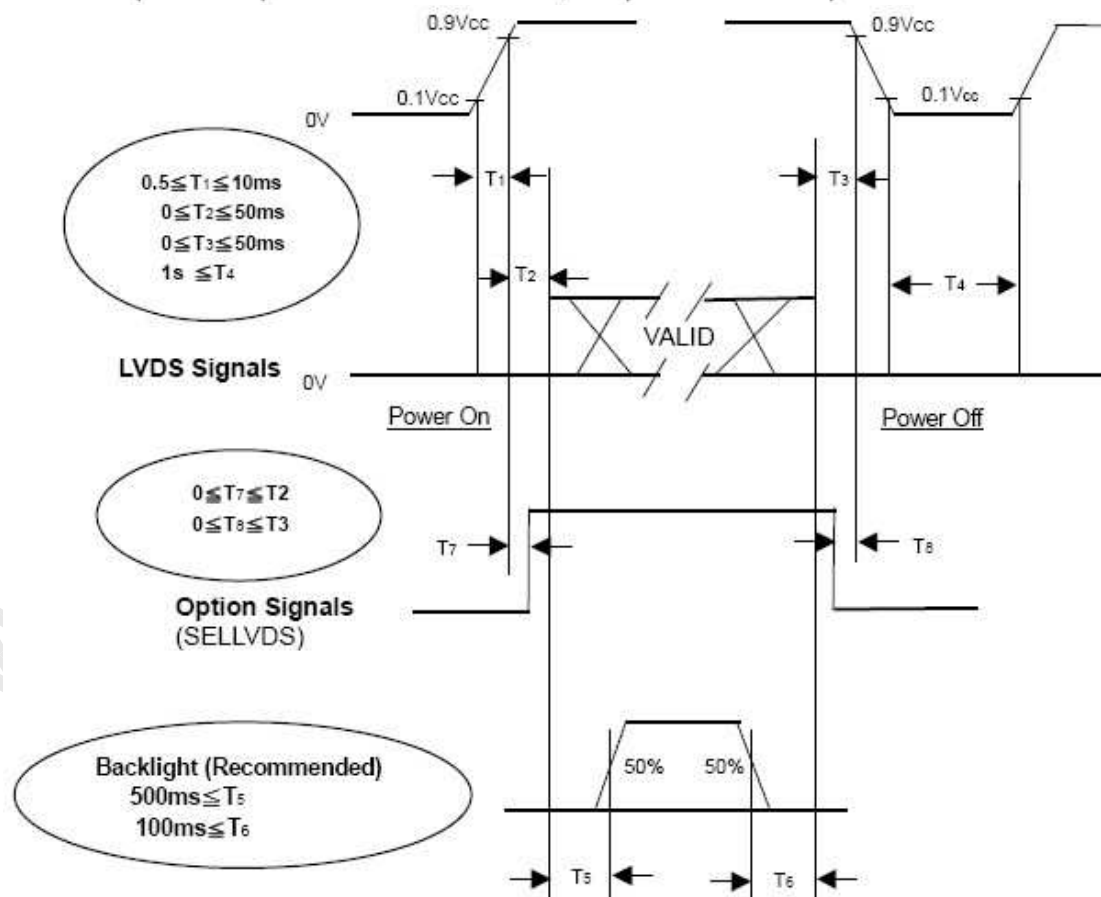 0.9Vcc
0.9Vcc
0.1Vcc
0.1Vcc
0V
0.5≦T1≦10ms
0≦T2≦50ms
0≦T3≦50ms
1s ≦T4
T1
T3
T2
T4
VALID
LVDS Signals
0V
Power On
Power Off
0≦T7≦T2
0≦T8≦T3
T7
T8
Option Signals
(SELLVDS)
Backlight (Recommended)
500ms≦T5
100ms≦T6
50%
50%
T5
T6